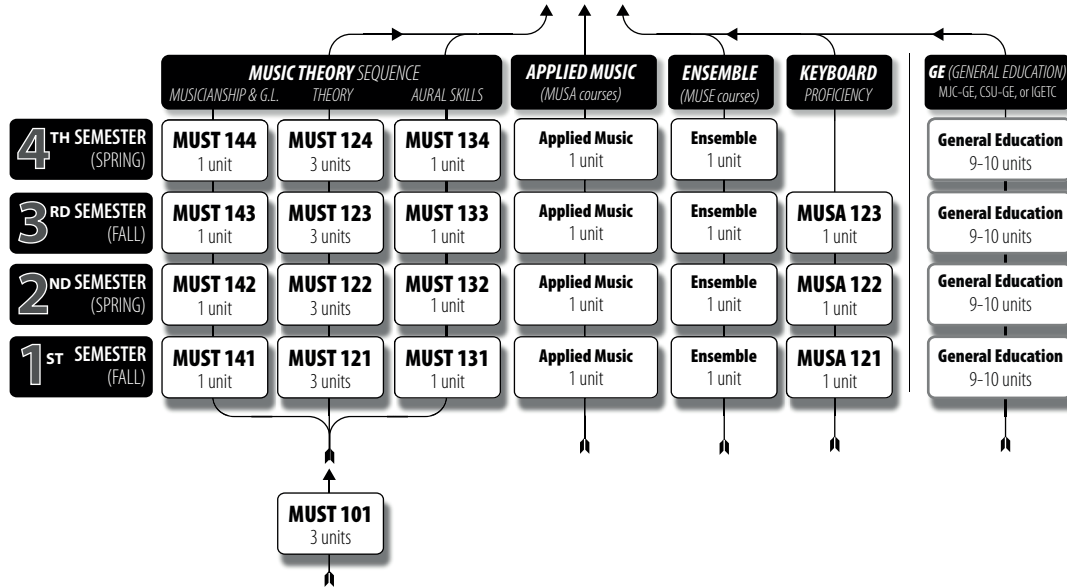 MUSIC THEORY SEQUENCE
MUSICIANSHIP & G.L. THEORY AURAL SKILLS
APPLIED MUSIC
(MUSA courses)
ENSEMBLE
(MUSE courses)
KEYBOARD
PROFICIENCY
GE (GENERAL EDUCATION)
MJC-GE, CSU-GE, or IGETC
4TH SEMESTER
(SPRING)
MUST 144
1 unit
MUST 124
3 units
MUST 134
1 unit
Applied Music
1 unit
Ensemble
1 unit
General Education
9-10 units
3RD SEMESTER
(FALL)
MUST 143
1 unit
MUST 123
3 units
MUST 133
1 unit
Applied Music
1 unit
Ensemble
1 unit
MUSA 123
1 unit
General Education
9-10 units
2ND SEMESTER
(SPRING)
MUST 142
1 unit
MUST 122
3 units
MUST 132
1 unit
Applied Music
1 unit
Ensemble
1 unit
MUSA 122
1 unit
General Education
9-10 units
1ST SEMESTER
(FALL)
MUST 141
1 unit
MUST 121
3 units
MUST 131
1 unit
Applied Music
1 unit
Ensemble
1 unit
MUSA 121
1 unit
General Education
9-10 units
MUST 101
3 units